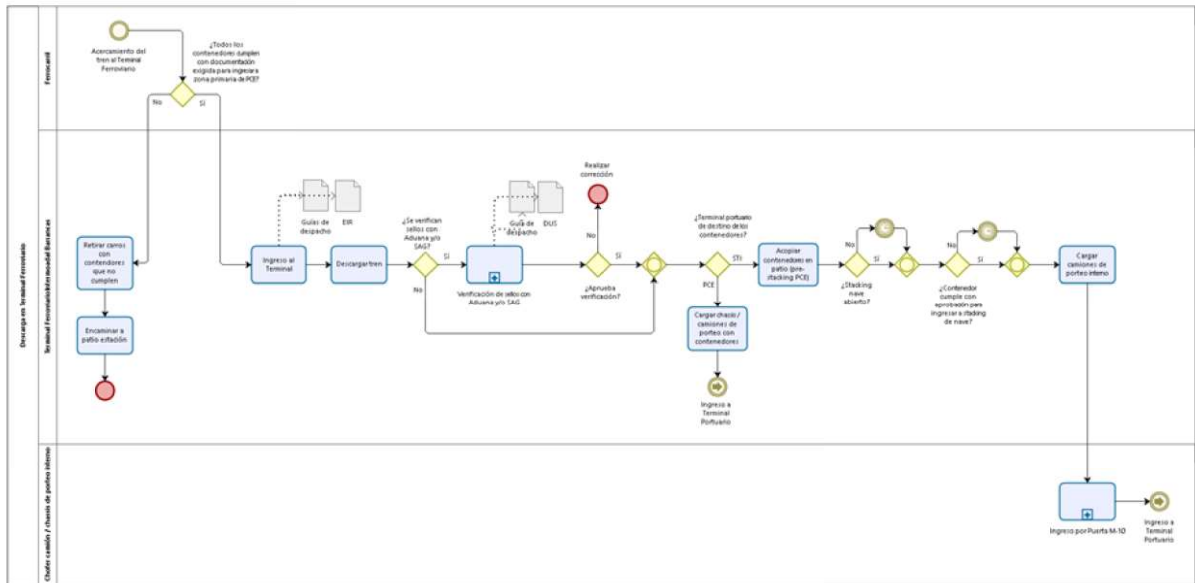 Descarga en Terminal Ferroviario
Ferrocarril
Acercamiento del
tren al Terminal
Ferroviario
¿Todos los
contenedores cumplen
con documentación
exigida para ingresar a
zona primaria de PCE?
No
Sí
Terminal Ferroviario Intermodal Barrancas
Retirar carros
con
contendores
que no
cumplen
Encaminar a
patio estación
Guías de
despacho
EIR
Ingreso al
Terminal
Descargar tren
¿Se verifican
sellos con
Aduana y/o
SAG?
Sí
No
Guía de
despacho
DUS
Verificación de sellos con
Aduana y/o SAG
Realizar
corrección
No
Sí
¿Aprueba
verificación?
¿Terminal portuario
de destino de los
contenedores?
STI
PCE
Cargar chassis /
camiones de
porteo con
contenedores
Ingreso a
Terminal
Portuario
Acopiar
contenedores en
patio (pre-
stacking PCE)
No
Sí
¿Stacking
nave
abierto?
No
Sí
¿Contenedor
cumple con
aprobación para
ingresar a stacking
de nave?
Cargar
camiones de
porteo interno
Chofer camión / chassis de porteo interno
Ingreso por Puerta M-10
Ingreso a
Terminal
Portuario